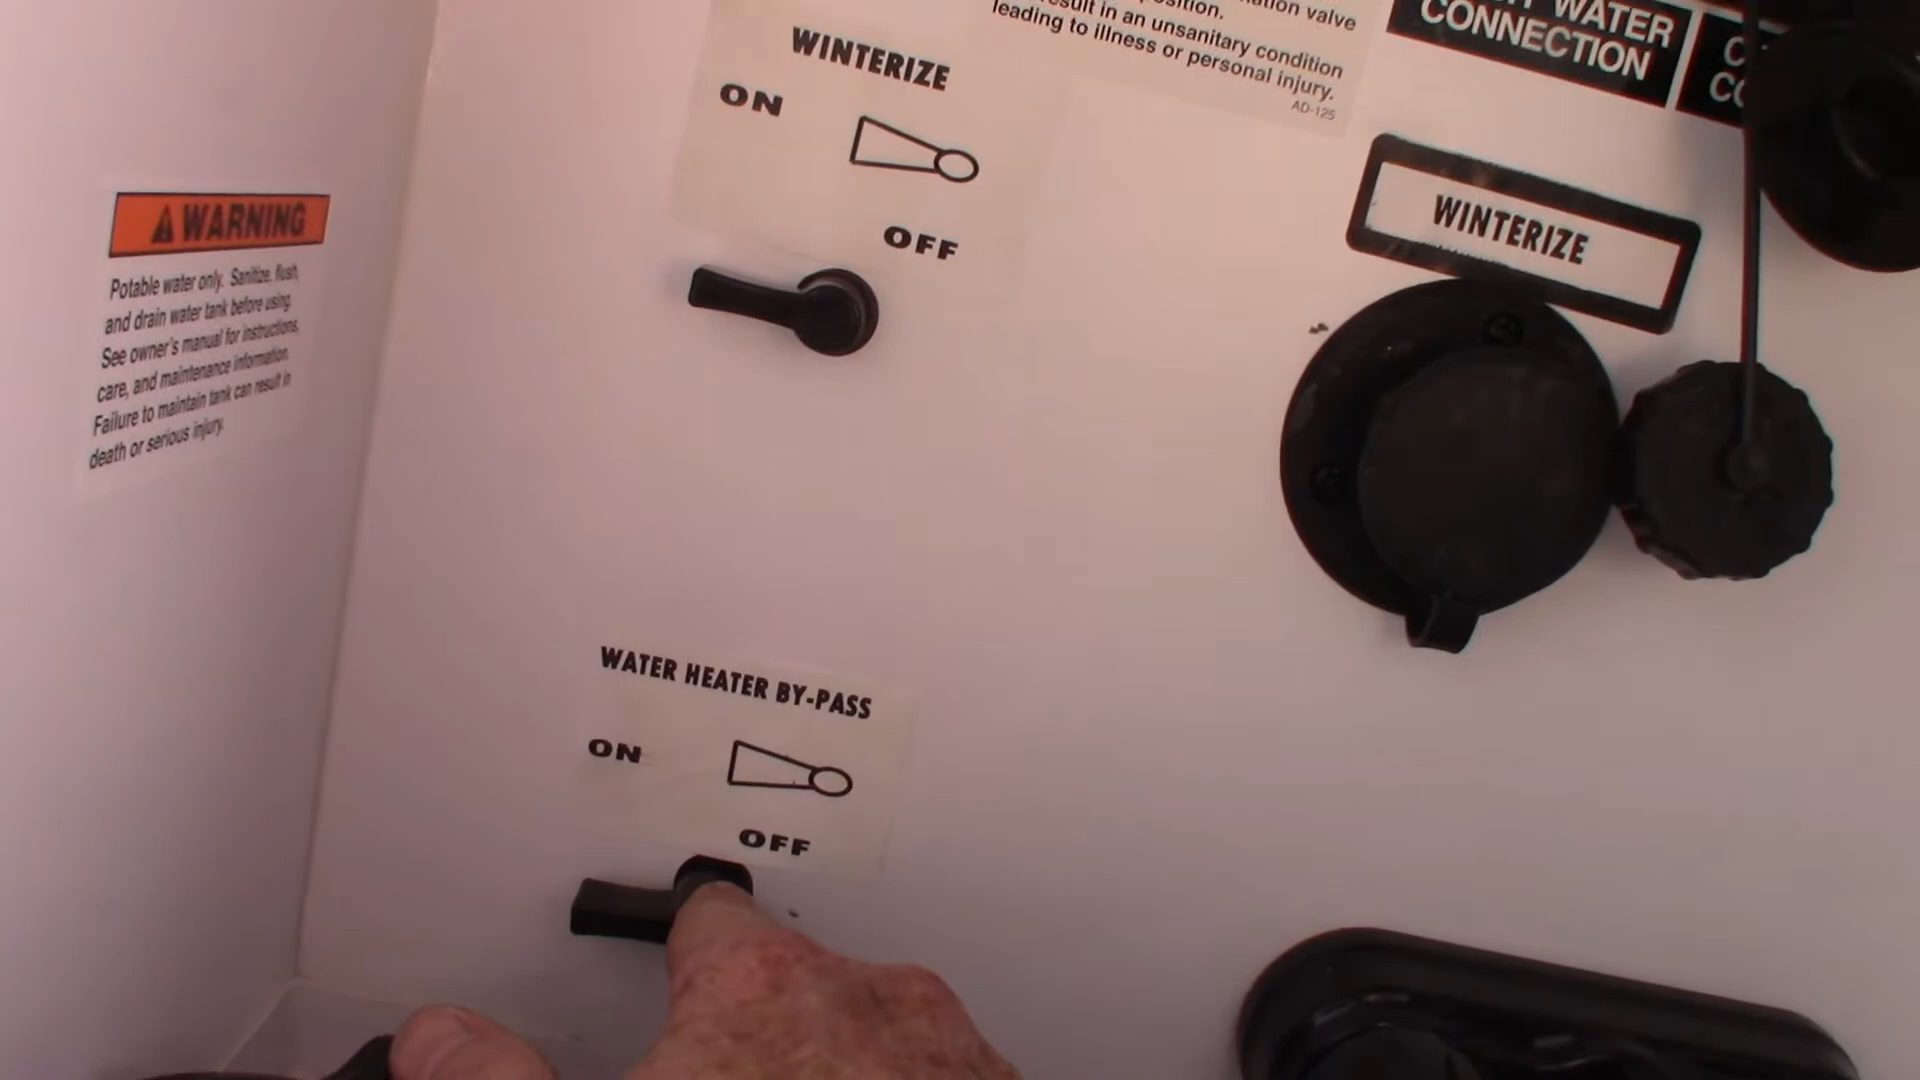 valve
result in an unsanitary condition
leading to illness or personal injury.
AD-125
WATER
CONNECTION
WINTERIZE
ON
OFF
WINTERIZE
WARNING
Potable water only. Sanitize, flush,
and drain water tank before using.
See owner's manual for instructions,
care, and maintenance information.
Failure to maintain tank can result in
death or serious injury.
WATER HEATER BY-PASS
ON
OFF